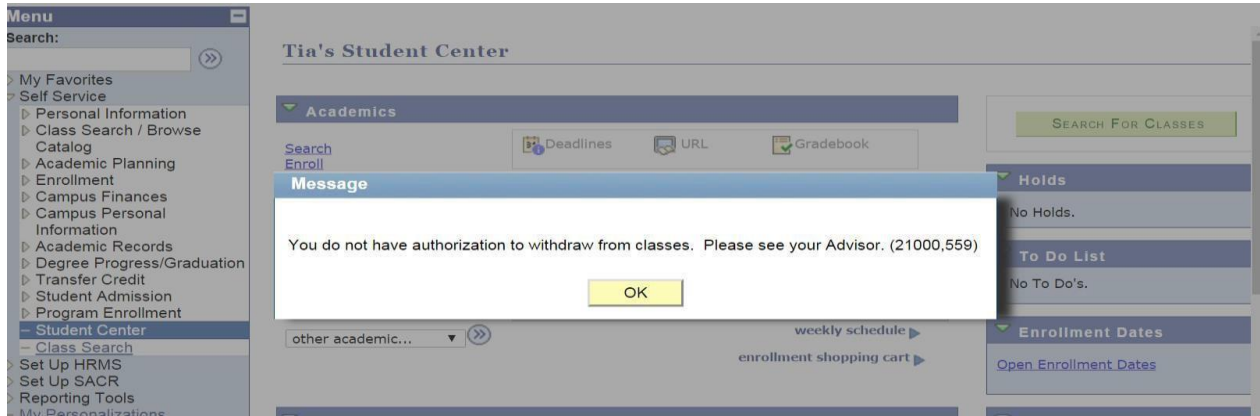 Menu
Search:
My Favorites
Self Service
Personal Information
Class Search / Browse
Catalog
Academic Planning
Enrollment
Campus Finances
Campus Personal
Information
Academic Records
Degree Progress/Graduation
Transfer Credit
Student Admission
Program Enrollment
Student Center
Class Search
Set Up HRMS
Set Up SACR
Reporting Tools
My Personalizations
Tia's Student Center
Academics
Search
Enroll
Deadlines
URL
Gradebook
Message
You do not have authorization to withdraw from classes.  Please see your Advisor. (21000,559)
OK
other academic...
weekly schedule
enrollment shopping cart
SEARCH FOR CLASSES
Holds
No Holds.
To Do List
No To Do's.
Enrollment Dates
Open Enrollment Dates